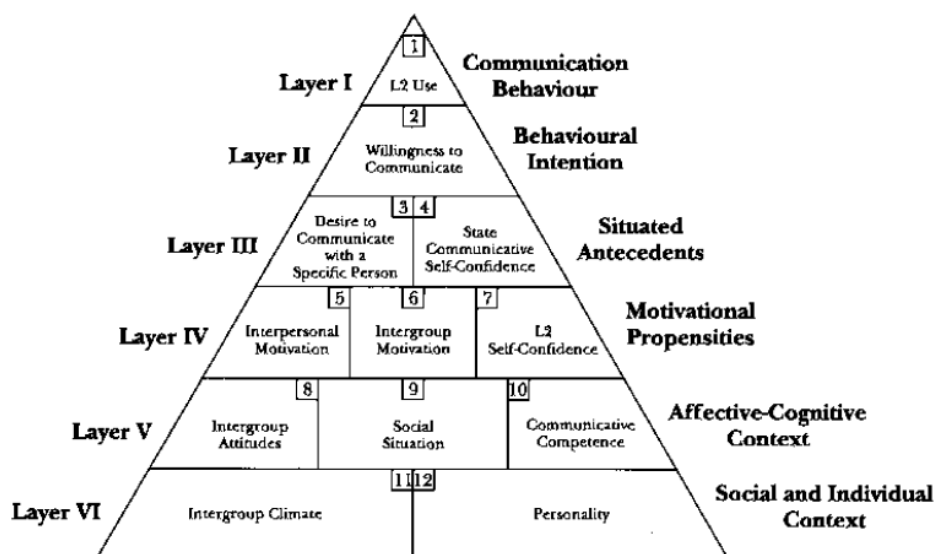 1
Layer I
L2 Use
Communication
Behaviour
2
Layer II
Willingness to
Communicate
Behavioural
Intention
3 4
Layer III
Desire to
Communicate
with a
Specific Person
State
Communicative
Self-Confidence
Situated
Antecedents
5 6 7
Layer IV
Interpersonal
Motivation
Intergroup
Motivation
L2
Self-Confidence
Motivational
Propensities
8 9 10
Layer V
Intergroup
Attitudes
Social
Situation
Communicative
Competence
Affective-Cognitive
Context
11 12
Layer VI
Intergroup Climate
Personality
Social and Individual
Context